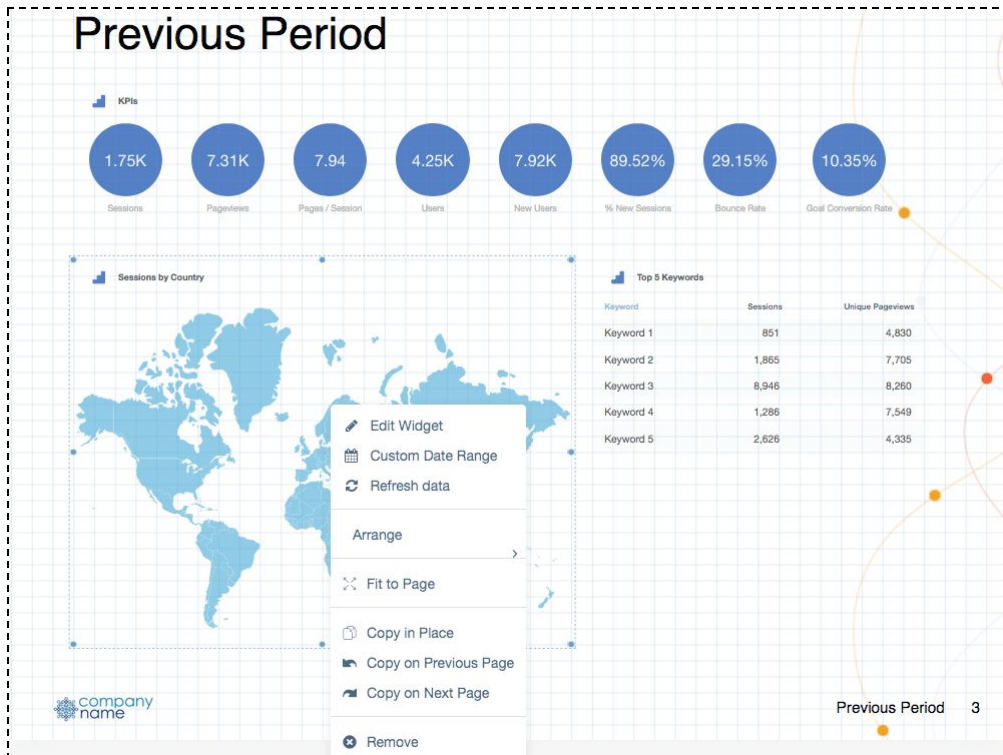 Previous Period
KPIs
1.75K 7.31K 7.94 4.25K 7.92K 89.52% 29.15% 10.35%
Sessions Pageviews Pages / Session Users New Users % New Sessions Bounce Rate Goal Conversion Rate
Sessions by Country
Top 5 Keywords
Keyword Sessions Unique Pageviews
Keyword 1 851 4,830
Keyword 2 1,865 7,705
Keyword 3 8,946 8,260
Keyword 4 1,286 7,549
Keyword 5 2,626 4,335
Edit Widget
Custom Date Range
Refresh data
Arrange
Fit to Page
Copy in Place
Copy on Previous Page
Copy on Next Page
Remove
company
name
Previous Period 3